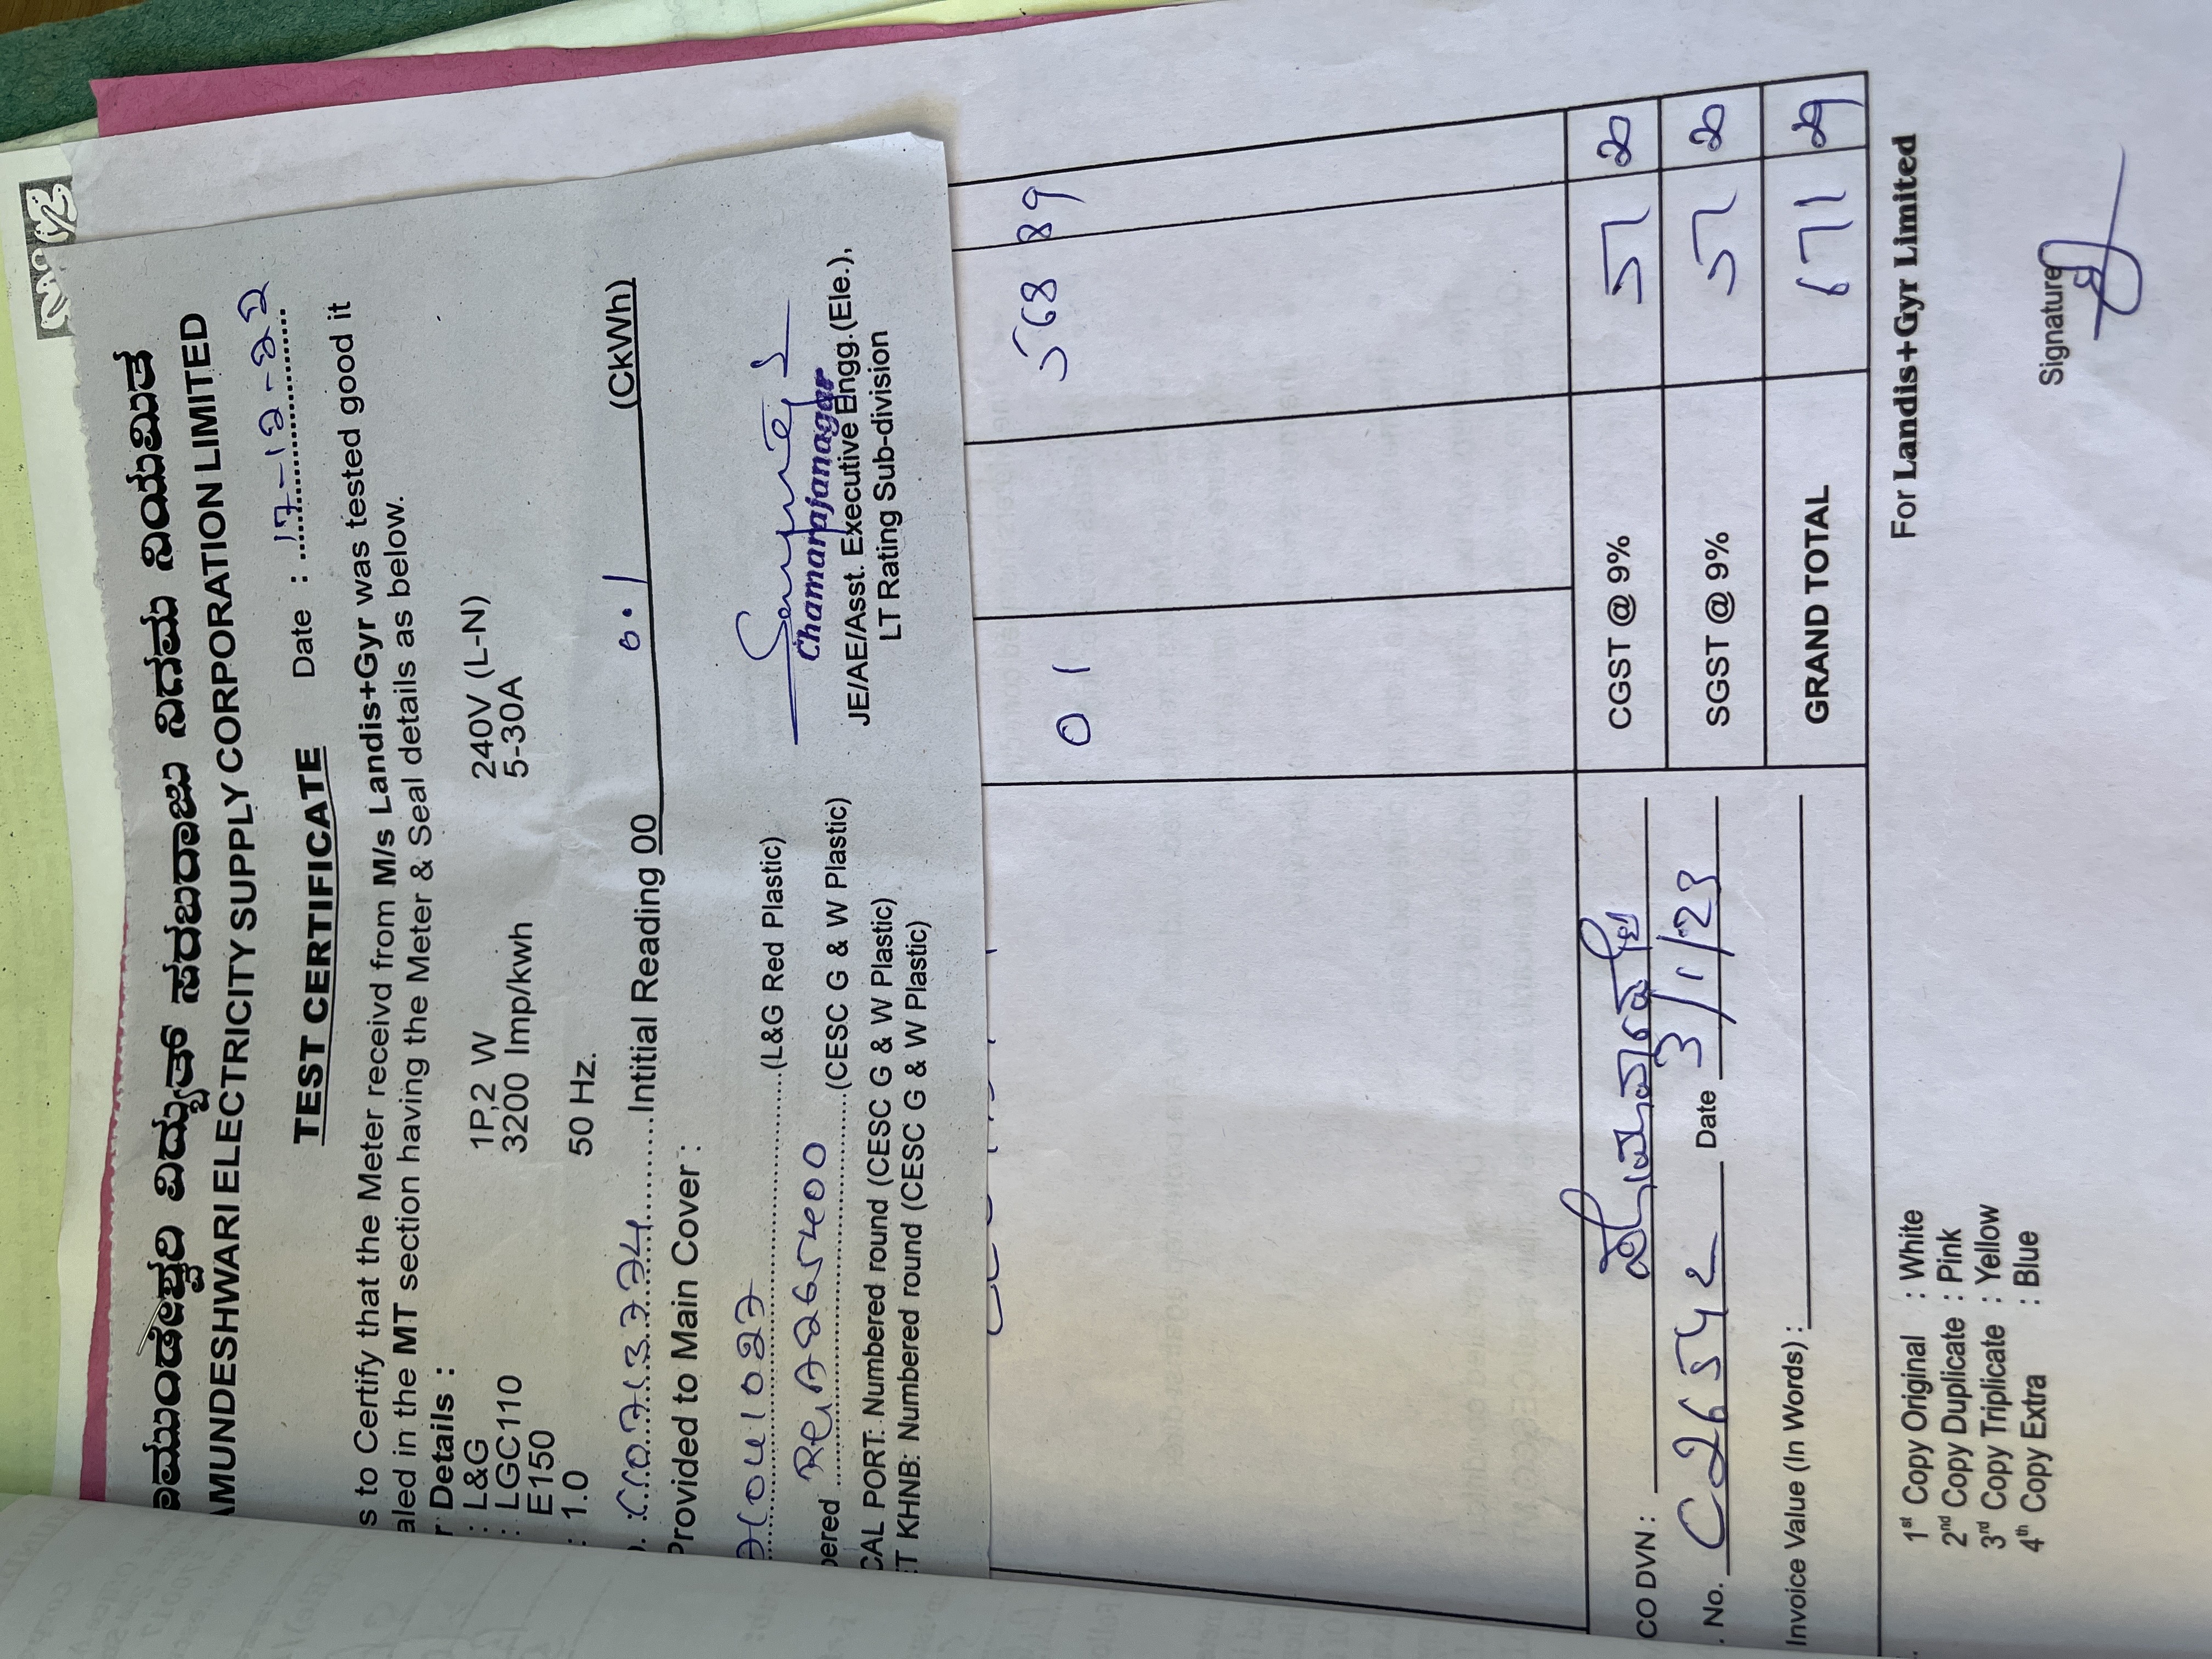 ಾಮುಂಡೇಶ್ವರಿ ವಿದ್ಯುತ್ ಸರಬರಾಜು ನಿಗಮ ನಿಯಮಿತ
AMUNDESHWARI ELECTRICITY SUPPLY CORPORATION LIMITED
TEST CERTIFICATE Date : 17-12-22
s to Certify that the Meter receivd from M/s Landis+Gyr was tested good it
aled in the MT section having the Meter & Seal details as below.
r Details :
: L&G 1P,2 W 240V (L-N)
: LGC110 3200 Imp/kwh 5-30A
E150
: 1.0 50 Hz.
Intitial Reading 00 0.1 (CkWh)
Provided to Main Cover :
(L&G Red Plastic)
bered (CESC G & W Plastic)
CAL PORT. Numbered round (CESC G & W Plastic)
T KHNB: Numbered round (CESC G & W Plastic)
Chamarajanagar
JE/AE/Asst. Executive Engg.(Ele.),
LT Rating Sub-division
01 568 89
CO DVN : CGST @ 9% 51 20
. No. C26542 Date 3/1/23 SGST @ 9% 51 20
Invoice Value (In Words) : GRAND TOTAL 671 29
For Landis+Gyr Limited
1st Copy Original : White
2nd Copy Duplicate : Pink
3rd Copy Triplicate : Yellow
4th Copy Extra : Blue
Signature